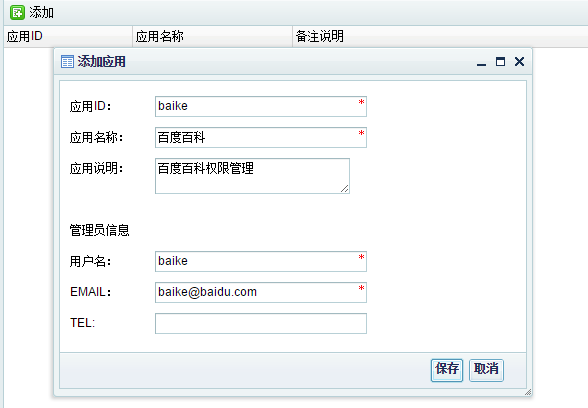 添加
应用ID 应用名称 备注说明
添加应用
应用ID： baike *
应用名称： 百度百科 *
应用说明： 百度百科权限管理
管理员信息
用户名： baike *
EMAIL： baike@baidu.com *
TEL:
保存 取消